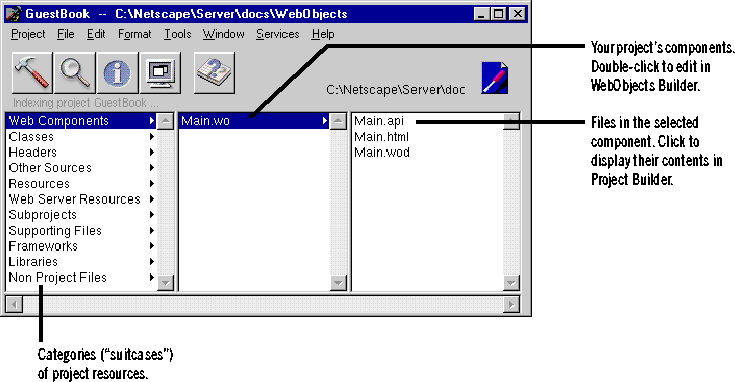 GuestBook -- C:\Netscape\Server\docs\WebObjects
Project File Edit Format Tools Window Services Help
Indexing project GuestBook ...
C:\Netscape\Server\doc
Web Components
Classes
Headers
Other Sources
Resources
Web Server Resources
Subprojects
Supporting Files
Frameworks
Libraries
Non Project Files
Main.wo
Main.api
Main.html
Main.wod
Your project's components.
Double-click to edit in
WebObjects Builder.
Files in the selected
component. Click to
display their contents in
Project Builder.
Categories (“suitcases”)
of project resources.